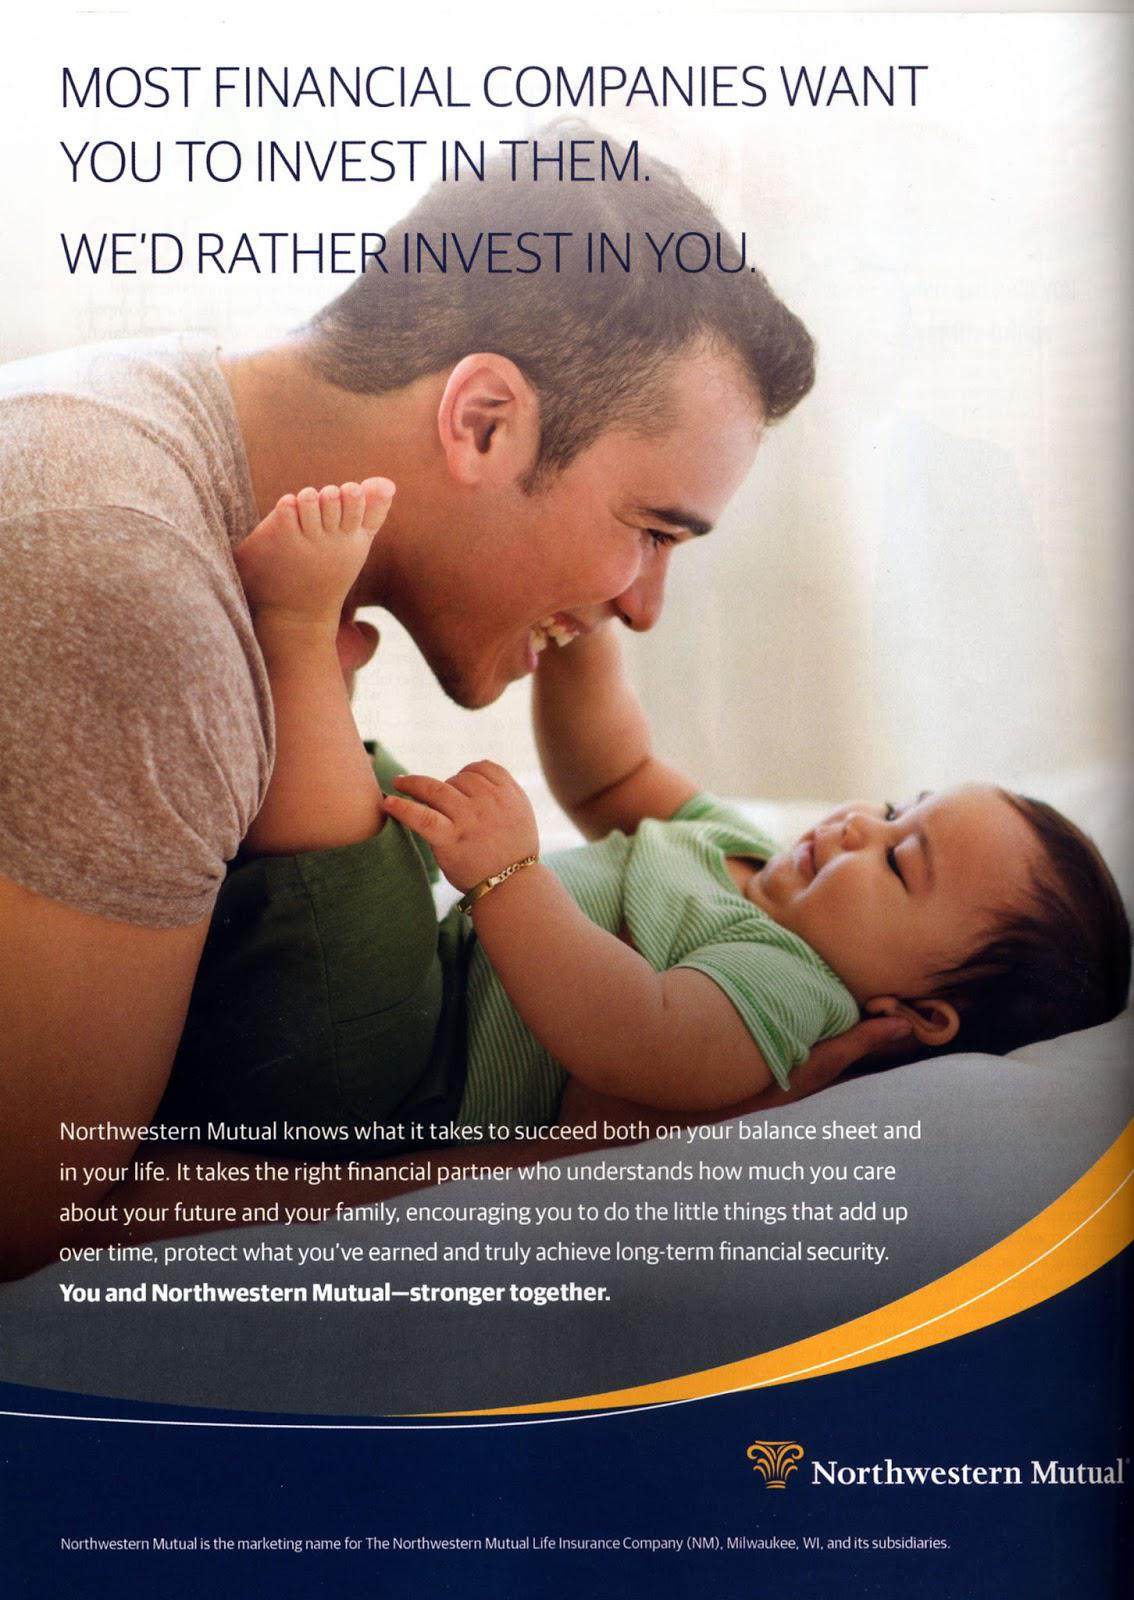 MOST FINANCIAL COMPANIES WANT
YOU TO INVEST IN THEM.
WE'D RATHER INVEST IN YOU.
Northwestern Mutual knows what it takes to succeed both on your balance sheet and
in your life. It takes the right financial partner who understands how much you care
about your future and your family, encouraging you to do the little things that add up
over time, protect what you've earned and truly achieve long-term financial security.
You and Northwestern Mutual—stronger together.
Northwestern Mutual®
Northwestern Mutual is the marketing name for The Northwestern Mutual Life Insurance Company (NM), Milwaukee, WI, and its subsidiaries.